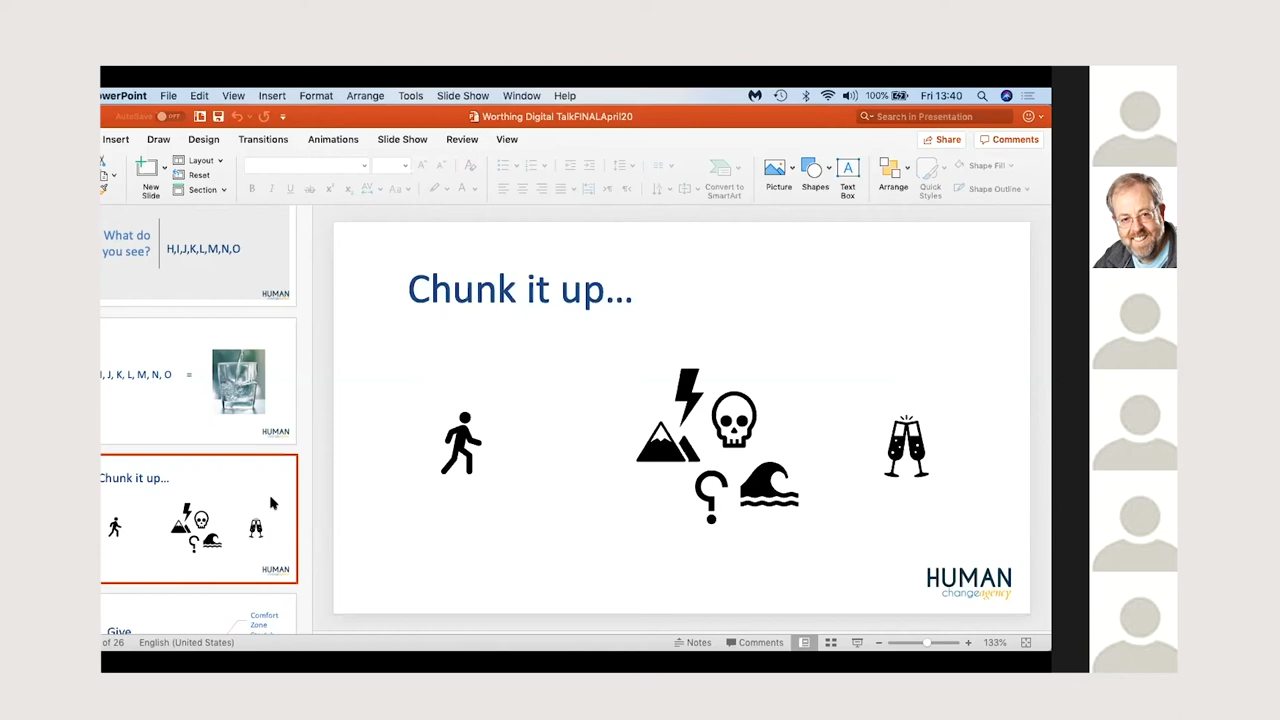 owerPoint File Edit View Insert Format Arrange Tools Slide Show Window Help 100% Fri 13:40
AutoSave OFF Worthing Digital TalkFINALApril20 Search in Presentation
Insert Draw Design Transitions Animations Slide Show Review View Share Comments
New Slide
Layout
Reset
Section
Convert to SmartArt
Picture
Shapes
Text Box
Arrange
Quick Styles
Shape Fill
Shape Outline
What do
you see?
H,I,J,K,L,M,N,O
HUMAN
I, J, K, L, M, N, O =
HUMAN
Chunk it up...
HUMAN
Give
Comfort
Zone
Chunk it up...
HUMAN
changeagency
of 26 English (United States) Notes Comments 133%